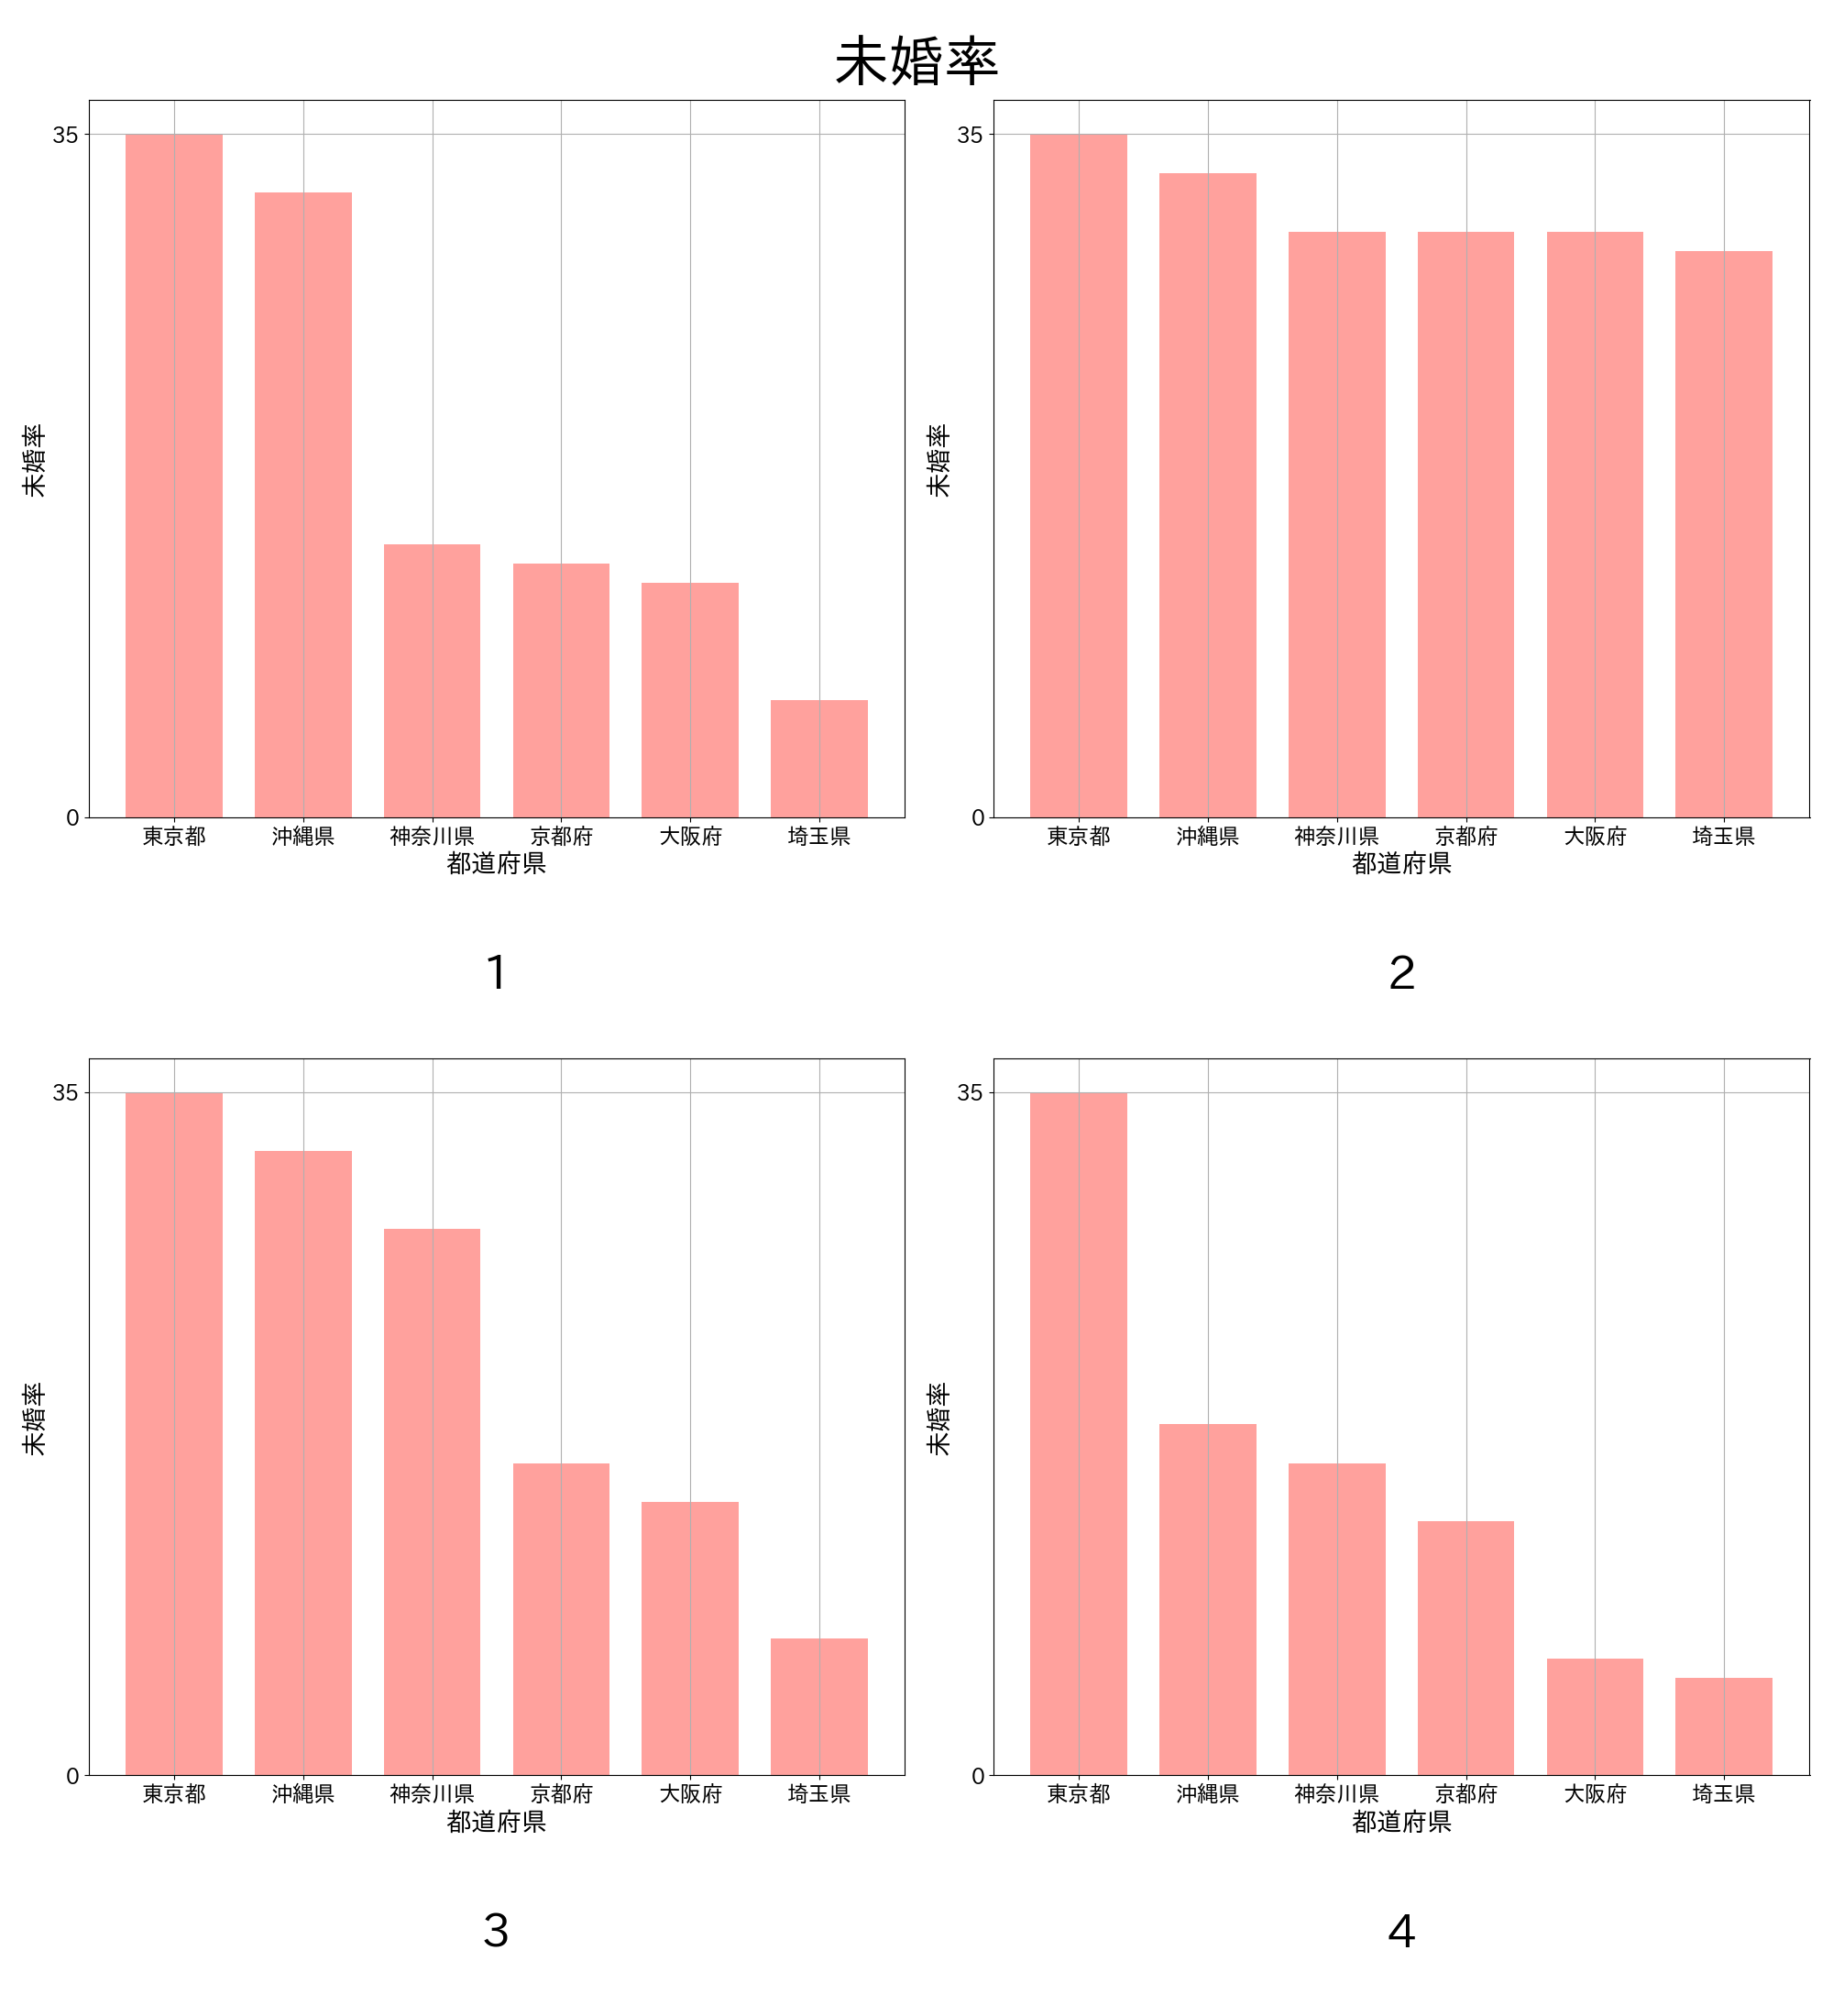 未婚率
35
0
未婚率
東京都 沖縄県 神奈川県 京都府 大阪府 埼玉県
都道府県
1
35
0
未婚率
東京都 沖縄県 神奈川県 京都府 大阪府 埼玉県
都道府県
2
35
0
未婚率
東京都 沖縄県 神奈川県 京都府 大阪府 埼玉県
都道府県
3
35
0
未婚率
東京都 沖縄県 神奈川県 京都府 大阪府 埼玉県
都道府県
4